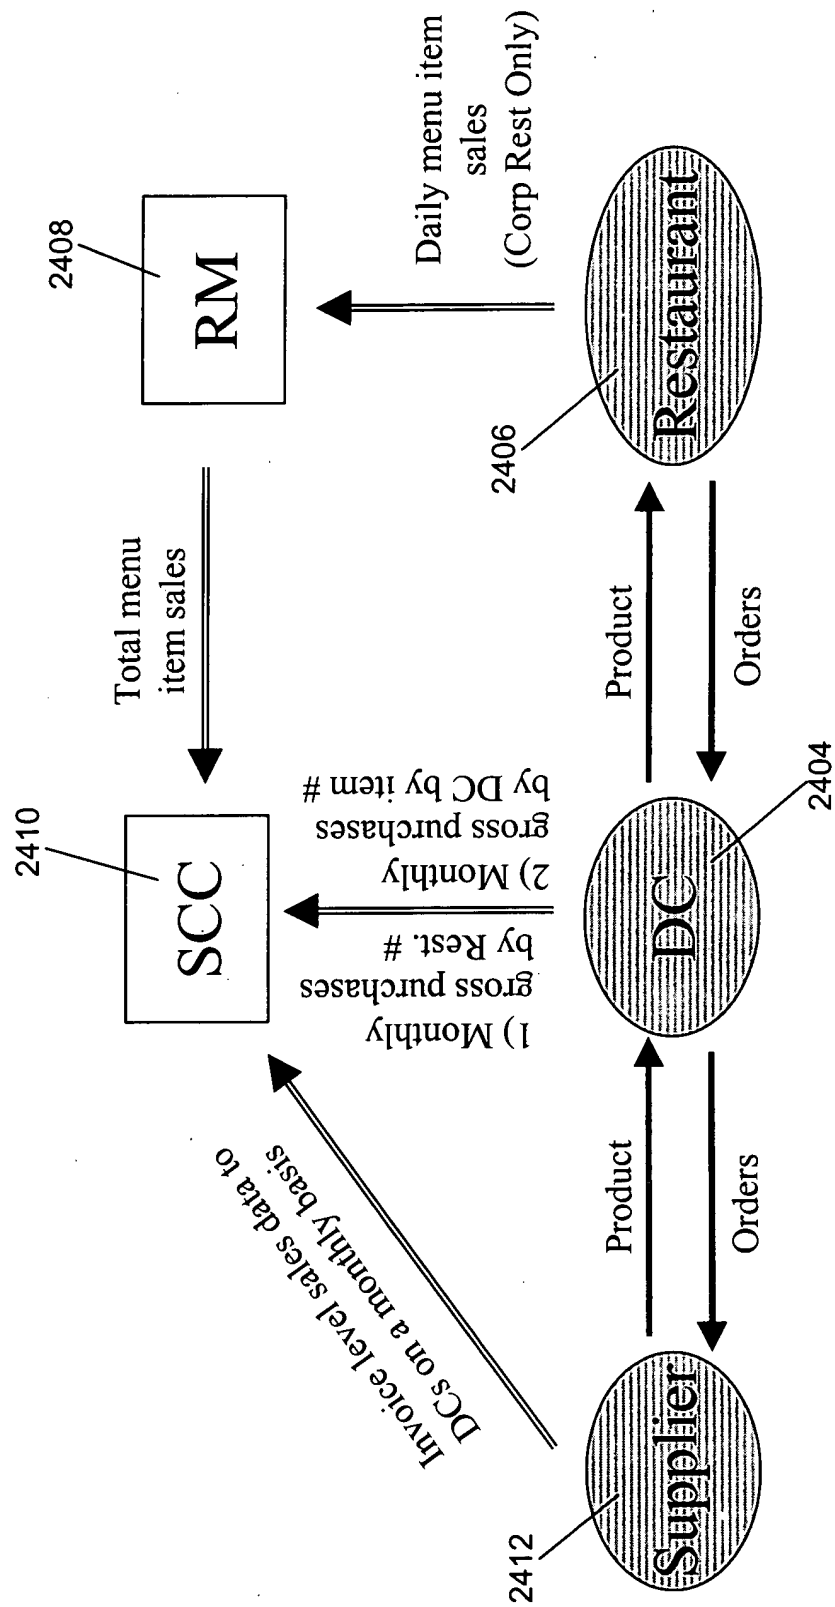 2410
SCC
Total menu
item sales
2408
RM
Invoice level sales data to
DCs on a monthly basis
1) Monthly
gross purchases
by Rest. #
2) Monthly
gross purchases
by DC by item #
Daily menu item
sales
(Corp Rest Only)
2412
Supplier
Product
Orders
DC
2404
Product
Orders
2406
Restaurant